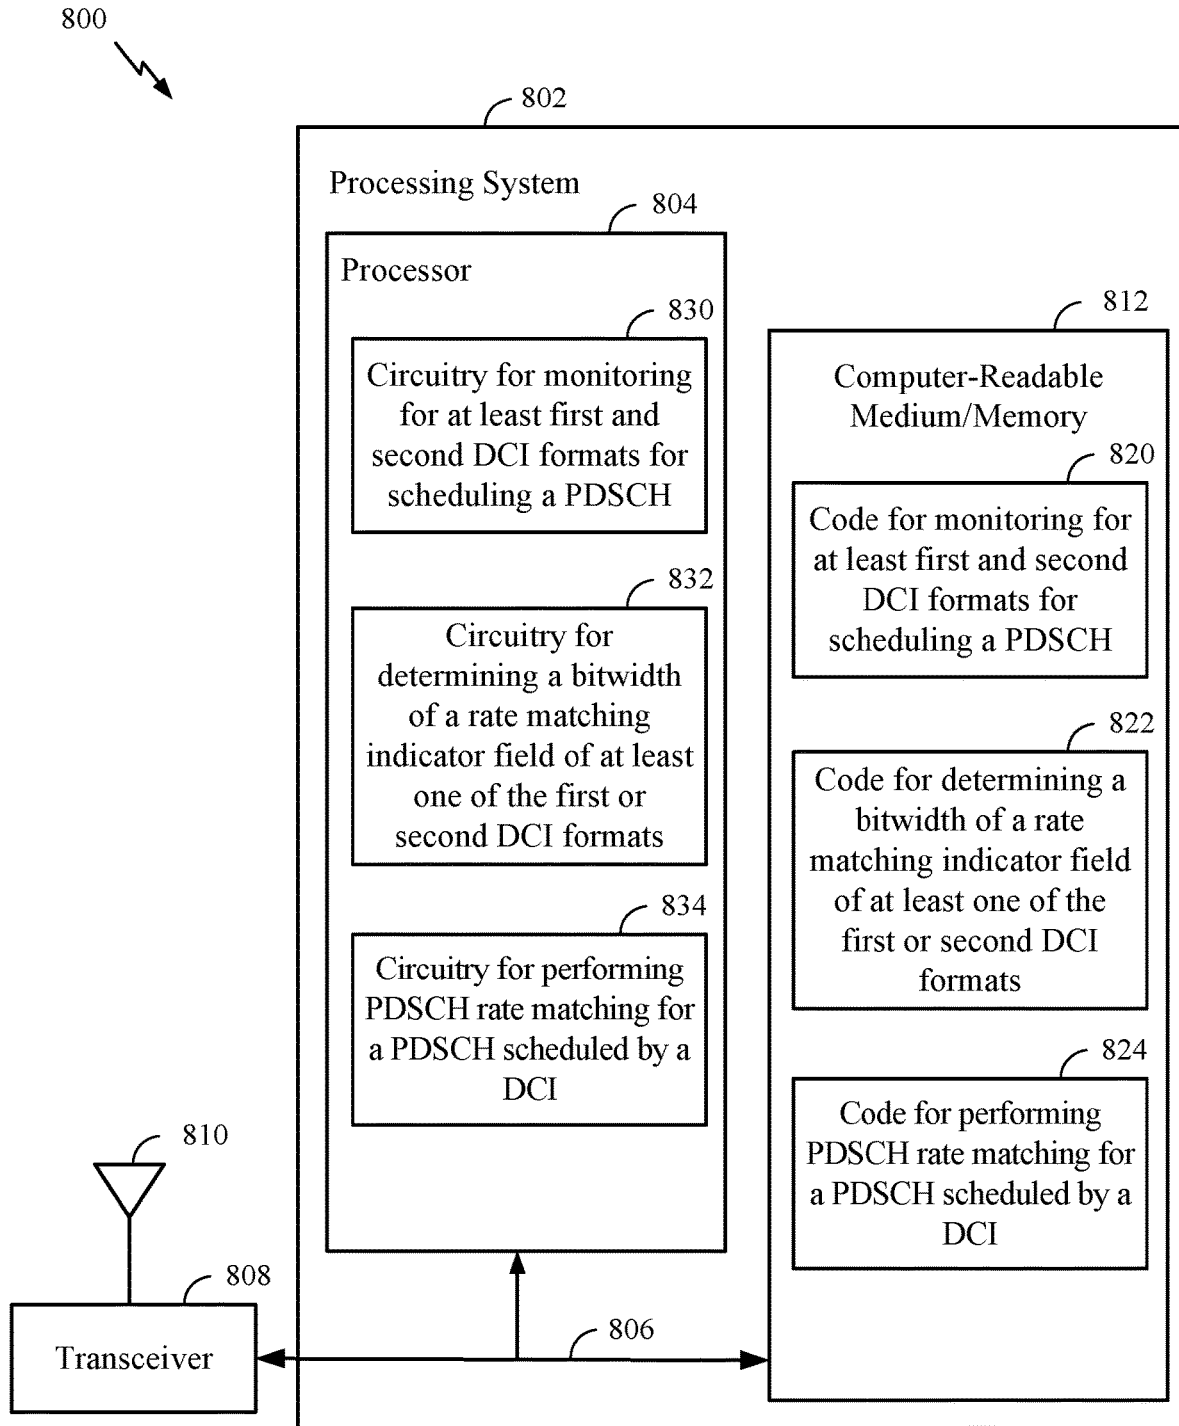 800
802
Processing System
804
Processor
830
Circuitry for monitoring
for at least first and
second DCI formats for
scheduling a PDSCH
832
Circuitry for
determining a bitwidth
of a rate matching
indicator field of at least
one of the first or
second DCI formats
834
Circuitry for performing
PDSCH rate matching for
a PDSCH scheduled by a
DCI
812
Computer-Readable
Medium/Memory
820
Code for monitoring for
at least first and second
DCI formats for
scheduling a PDSCH
822
Code for determining a
bitwidth of a rate
matching indicator field
of at least one of the
first or second DCI
formats
824
Code for performing
PDSCH rate matching for
a PDSCH scheduled by a
DCI
810
808
Transceiver
806